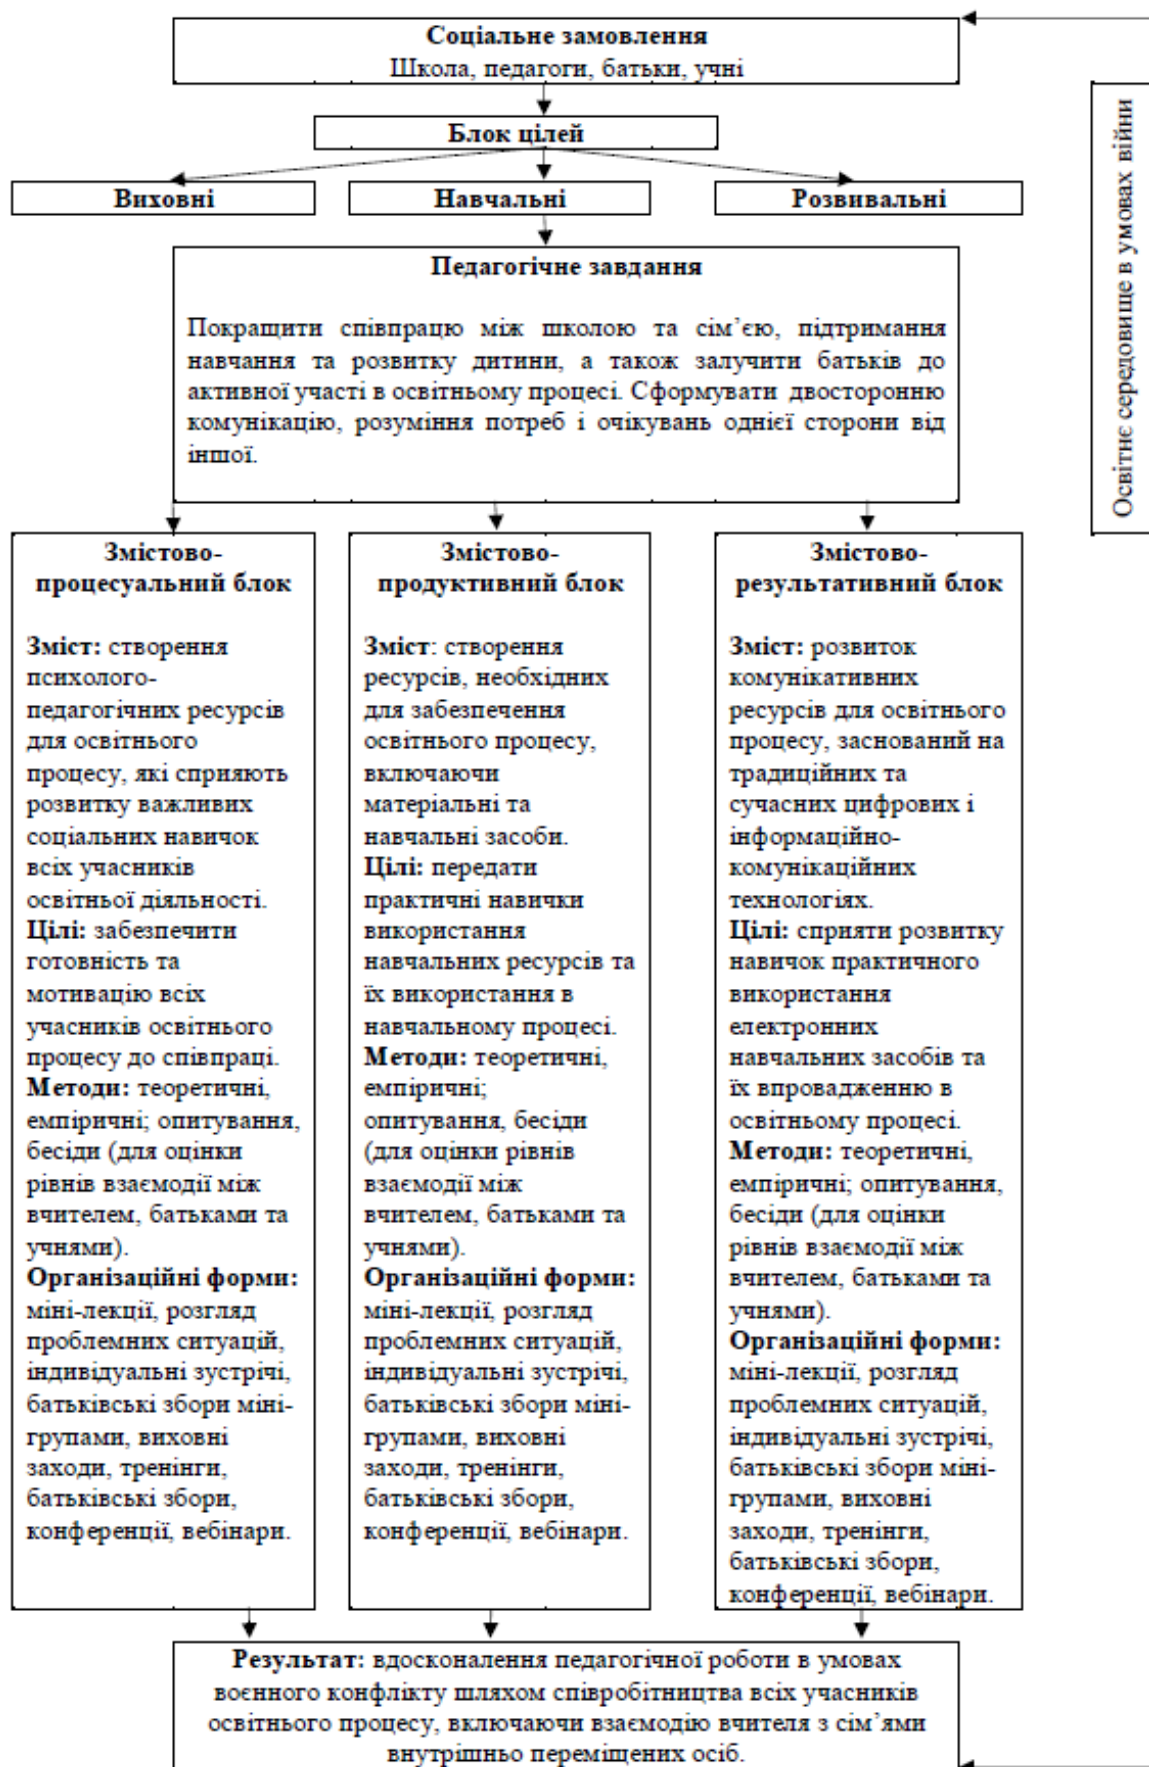 Соціальне замовлення
Школа, педагоги, батьки, учні
Блок цілей
Виховні
Навчальні
Розвивальні
Педагогічне завдання
Покращити співпрацю між школою та сім’єю, підтримання
навчання та розвитку дитини, а також залучити батьків до
активної участі в освітньому процесі. Сформувати двосторонню
комунікацію, розуміння потреб і очікувань однієї сторони від
іншої.
Освітнє середовище в умовах війни
Змістово-
процесуальний блок
Зміст: створення
психолого-
педагогічних ресурсів
для освітнього
процесу, які сприяють
розвитку важливих
соціальних навичок
всіх учасників
освітньої діяльності.
Цілі: забезпечити
готовність та
мотивацію всіх
учасників освітнього
процесу до співпраці.
Методи: теоретичні,
емпіричні; опитування,
бесіди (для оцінки
рівнів взаємодії між
вчителем, батьками та
учнями).
Організаційні форми:
міні-лекції, розгляд
проблемних ситуацій,
індивідуальні зустрічі,
батьківські збори міні-
групами, виховні
заходи, тренінги,
батьківські збори,
конференції, вебінари.
Змістово-
продуктивний блок
Зміст: створення
ресурсів, необхідних
для забезпечення
освітнього процесу,
включаючи
матеріальні та
навчальні засоби.
Цілі: передати
практичні навички
використання
навчальних ресурсів та
їх використання в
навчальному процесі.
Методи: теоретичні,
емпіричні;
опитування, бесіди
(для оцінки рівнів
взаємодії між
вчителем, батьками та
учнями).
Організаційні форми:
міні-лекції, розгляд
проблемних ситуацій,
індивідуальні зустрічі,
батьківські збори міні-
групами, виховні
заходи, тренінги,
батьківські збори,
конференції, вебінари.
Змістово-
результативний блок
Зміст: розвиток
комунікативних
ресурсів для освітнього
процесу, заснований на
традиційних та
сучасних цифрових і
інформаційно-
комунікаційних
технологіях.
Цілі: сприяти розвитку
навичок практичного
використання
електронних
навчальних засобів та
їх впровадженню в
освітньому процесі.
Методи: теоретичні,
емпіричні; опитування,
бесіди (для оцінки
рівнів взаємодії між
вчителем, батьками та
учнями).
Організаційні форми:
міні-лекції, розгляд
проблемних ситуацій,
індивідуальні зустрічі,
батьківські збори міні-
групами, виховні
заходи, тренінги,
батьківські збори,
конференції, вебінари.
Результат: вдосконалення педагогічної роботи в умовах
воєнного конфлікту шляхом співробітництва всіх учасників
освітнього процесу, включаючи взаємодію вчителя з сім’ями
внутрішньо переміщених осіб.